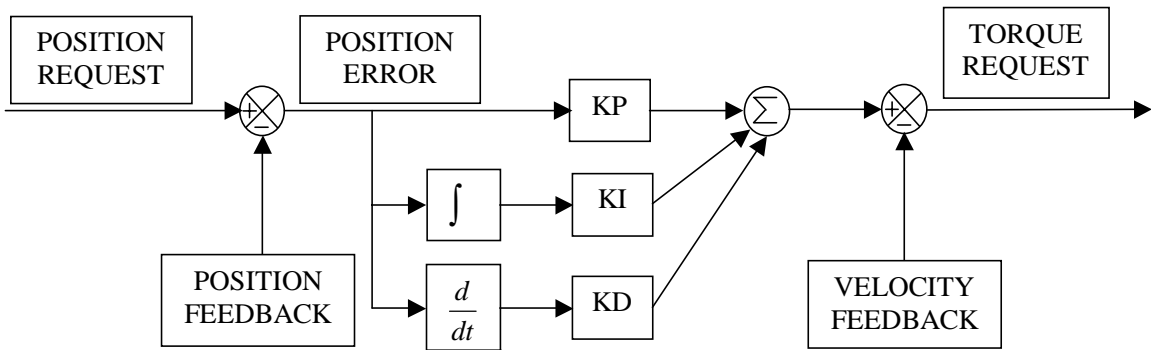 POSITION
REQUEST
+
−
POSITION
ERROR
POSITION
FEEDBACK
KP
∫
KI
d
dt
KD
Σ
+
−
VELOCITY
FEEDBACK
TORQUE
REQUEST